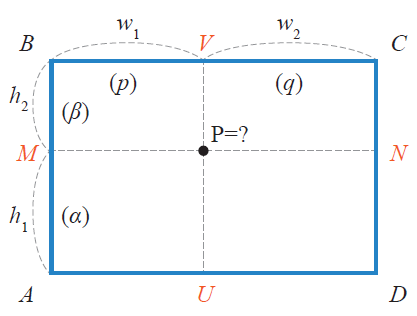 w₁ w₂
B V C
(p) (q)
h₂ (β)
P=?
M N
h₁ (α)
A U D